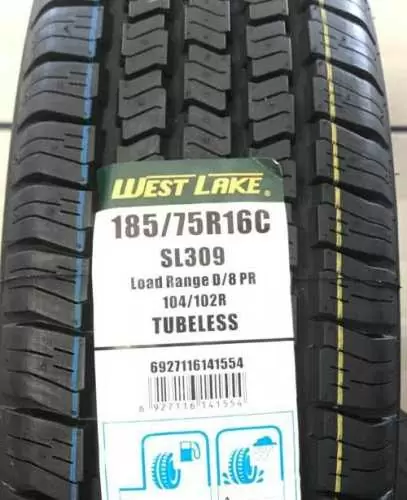 WEST LAKE®
185/75R16C
SL309
Load Range D/8 PR
104/102R
TUBELESS
6927116141554
6 927116 141554